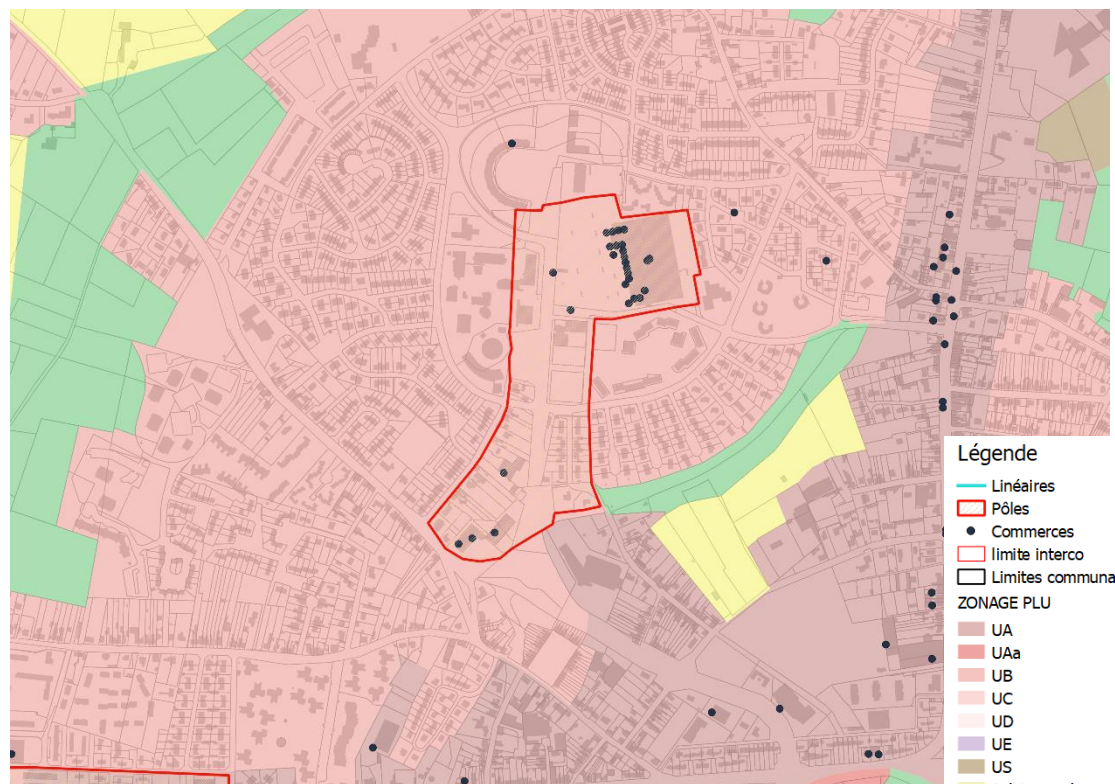 Légende
Linéaires
Pôles
Commerces
limite interco
Limites communa
ZONAGE PLU
UA
UAa
UB
UC
UD
UE
US